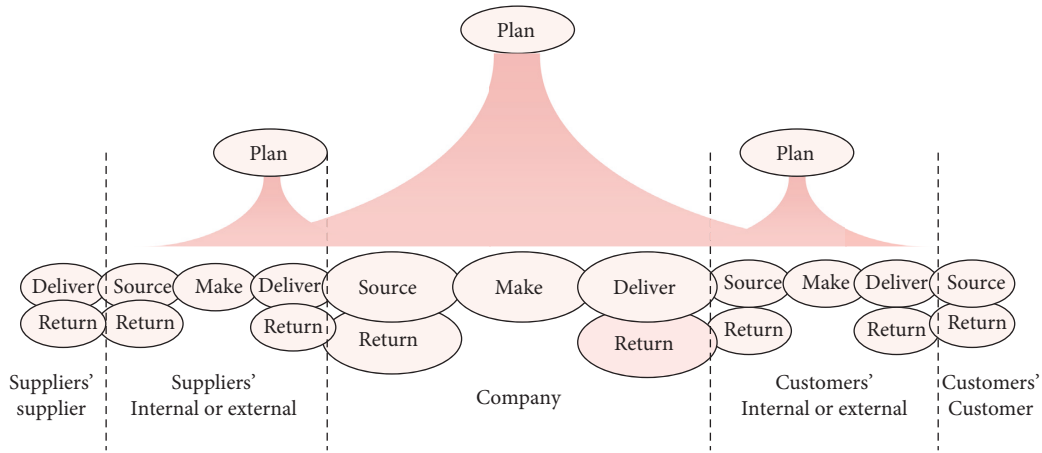 Plan
Plan
Plan
Deliver
Source
Make
Deliver
Source
Make
Deliver
Source
Make
Deliver
Source
Return
Return
Return
Return
Return
Return
Return
Return
Suppliers'
supplier
Suppliers'
Internal or external
Company
Customers'
Internal or external
Customers'
Customer